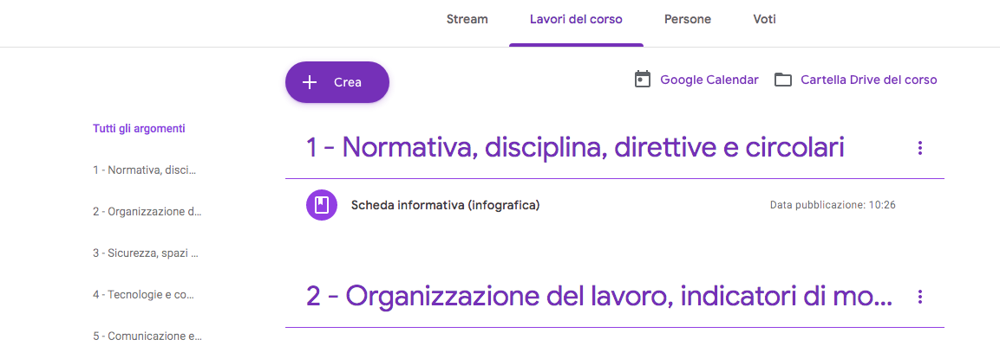 Stream
Lavori del corso
Persone
Voti
Crea
Google Calendar
Cartella Drive del corso
Tutti gli argomenti
1 - Normativa, disci...
2 - Organizzazione d...
3 - Sicurezza, spazi ...
4 - Tecnologie e co...
5 - Comunicazione e...
1 - Normativa, disciplina, direttive e circolari
Scheda informativa (infografica)
Data pubblicazione: 10:26
2 - Organizzazione del lavoro, indicatori di mo...